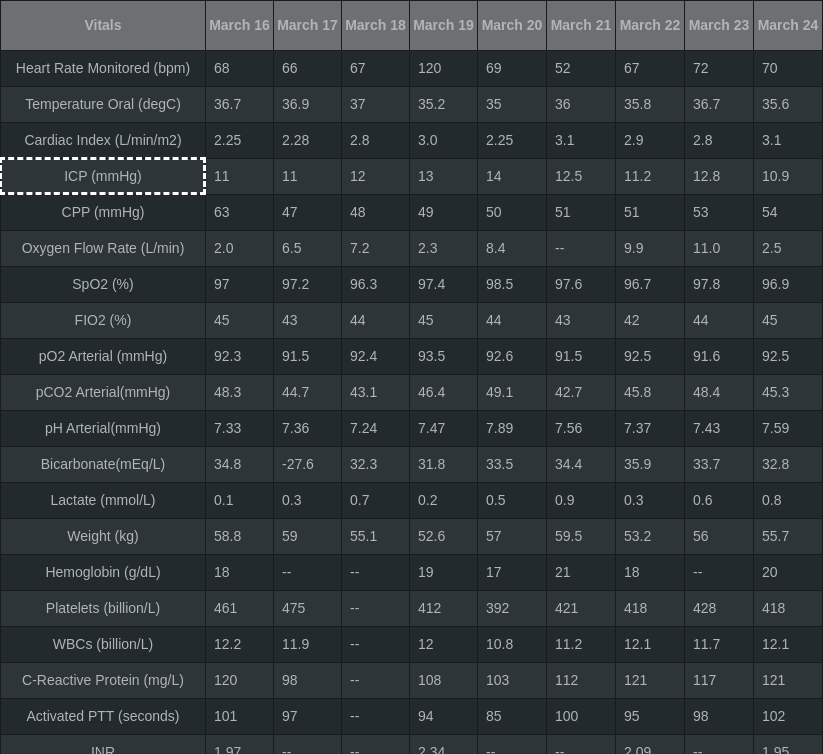 Vitals March 16 March 17 March 18 March 19 March 20 March 21 March 22 March 23 March 24
Heart Rate Monitored (bpm) 68 66 67 120 69 52 67 72 70
Temperature Oral (degC) 36.7 36.9 37 35.2 35 36 35.8 36.7 35.6
Cardiac Index (L/min/m2) 2.25 2.28 2.8 3.0 2.25 3.1 2.9 2.8 3.1
ICP (mmHg) 11 11 12 13 14 12.5 11.2 12.8 10.9
CPP (mmHg) 63 47 48 49 50 51 51 53 54
Oxygen Flow Rate (L/min) 2.0 6.5 7.2 2.3 8.4 -- 9.9 11.0 2.5
SpO2 (%) 97 97.2 96.3 97.4 98.5 97.6 96.7 97.8 96.9
FIO2 (%) 45 43 44 45 44 43 42 44 45
pO2 Arterial (mmHg) 92.3 91.5 92.4 93.5 92.6 91.5 92.5 91.6 92.5
pCO2 Arterial(mmHg) 48.3 44.7 43.1 46.4 49.1 42.7 45.8 48.4 45.3
pH Arterial(mmHg) 7.33 7.36 7.24 7.47 7.89 7.56 7.37 7.43 7.59
Bicarbonate(mEq/L) 34.8 -27.6 32.3 31.8 33.5 34.4 35.9 33.7 32.8
Lactate (mmol/L) 0.1 0.3 0.7 0.2 0.5 0.9 0.3 0.6 0.8
Weight (kg) 58.8 59 55.1 52.6 57 59.5 53.2 56 55.7
Hemoglobin (g/dL) 18 -- -- 19 17 21 18 -- 20
Platelets (billion/L) 461 475 -- 412 392 421 418 428 418
WBCs (billion/L) 12.2 11.9 -- 12 10.8 11.2 12.1 11.7 12.1
C-Reactive Protein (mg/L) 120 98 -- 108 103 112 121 117 121
Activated PTT (seconds) 101 97 -- 94 85 100 95 98 102
INR 1.97 -- -- 2.34 -- -- 2.09 -- 1.95